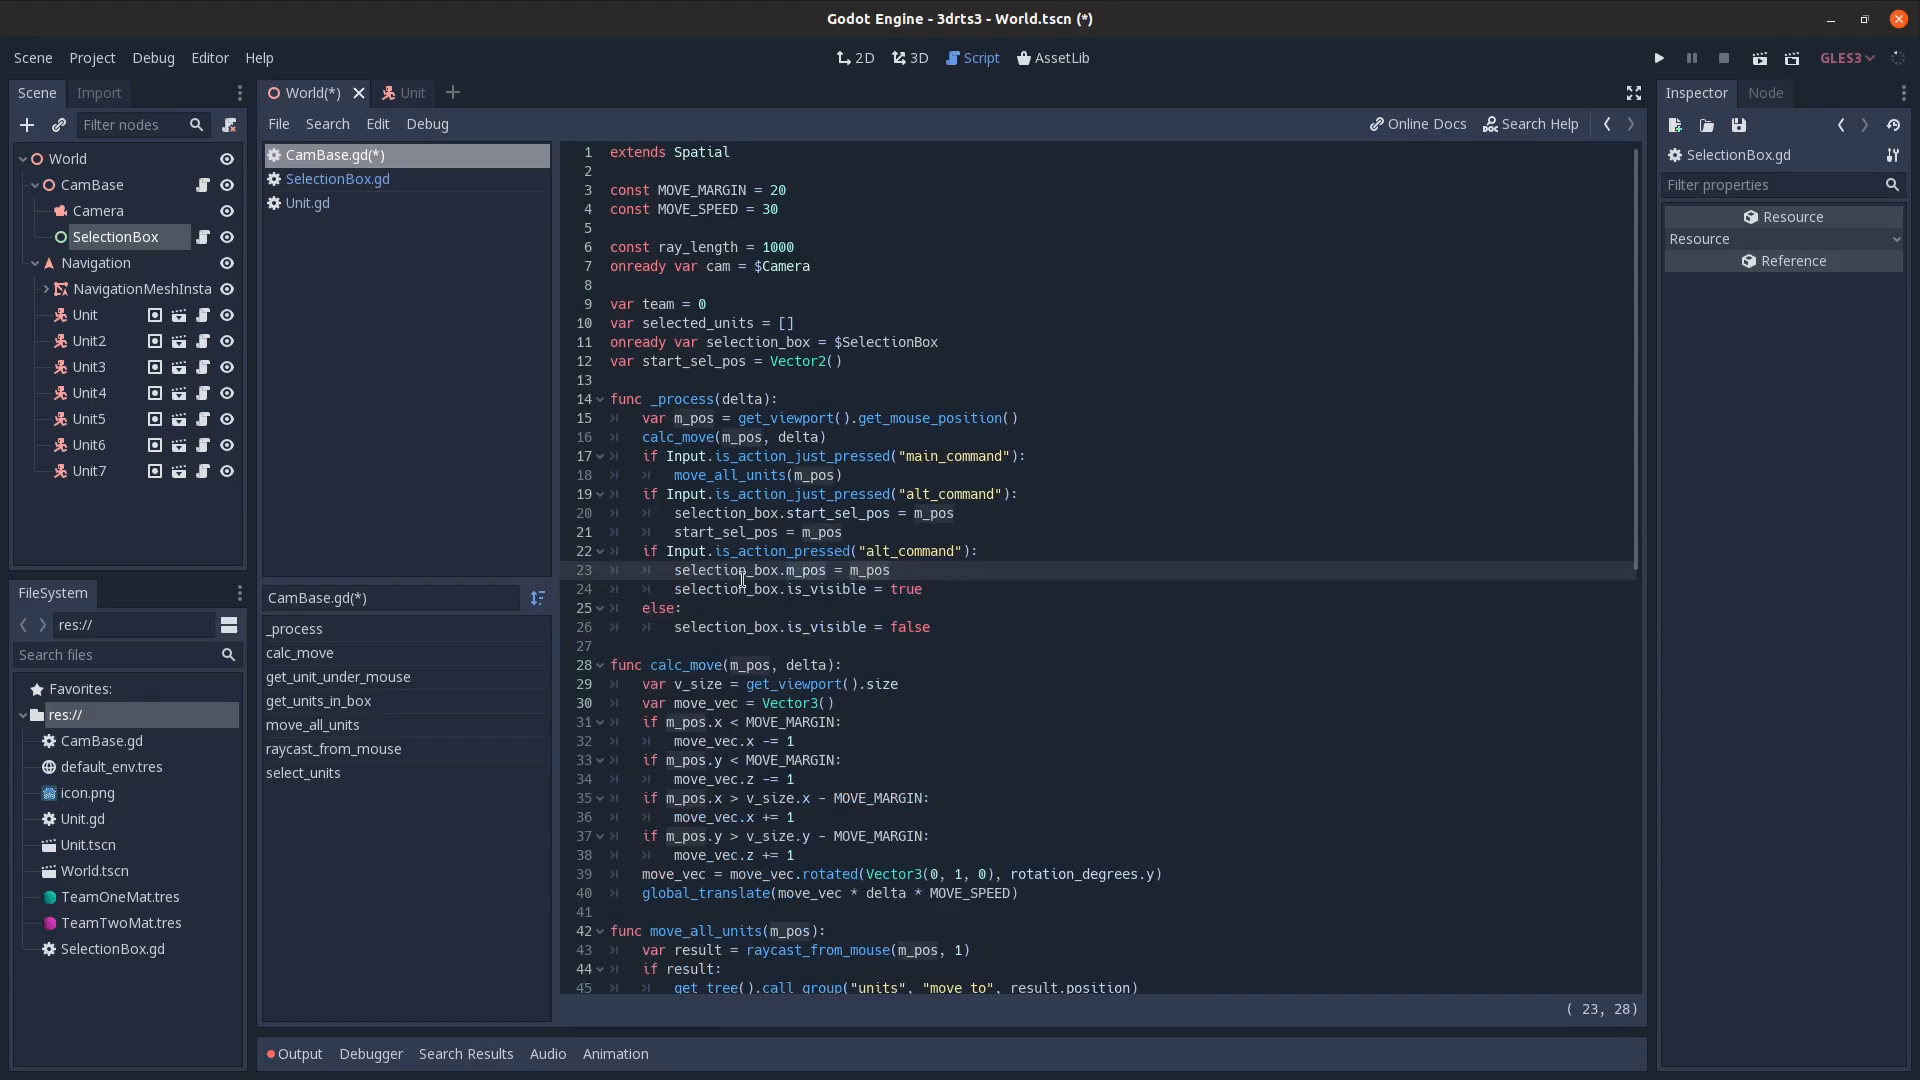 Godot Engine - 3drts3 - World.tscn (*)
Scene Project Debug Editor Help
2D 3D Script AssetLib
GLES3
Scene Import
Filter nodes
World
CamBase
Camera
SelectionBox
Navigation
NavigationMeshInsta
Unit
Unit2
Unit3
Unit4
Unit5
Unit6
Unit7
FileSystem
res://
Search files
Favorites:
res://
CamBase.gd
default_env.tres
icon.png
Unit.gd
Unit.tscn
World.tscn
TeamOneMat.tres
TeamTwoMat.tres
SelectionBox.gd
World(*) Unit
File Search Edit Debug
Online Docs Search Help
CamBase.gd(*)
SelectionBox.gd
Unit.gd
CamBase.gd(*)
_process
calc_move
get_unit_under_mouse
get_units_in_box
move_all_units
raycast_from_mouse
select_units
1 extends Spatial
2
3 const MOVE_MARGIN = 20
4 const MOVE_SPEED = 30
5
6 const ray_length = 1000
7 onready var cam = $Camera
8
9 var team = 0
10 var selected_units = []
11 onready var selection_box = $SelectionBox
12 var start_sel_pos = Vector2()
13
14 func _process(delta):
15 var m_pos = get_viewport().get_mouse_position()
16 calc_move(m_pos, delta)
17 if Input.is_action_just_pressed("main_command"):
18 move_all_units(m_pos)
19 if Input.is_action_just_pressed("alt_command"):
20 selection_box.start_sel_pos = m_pos
21 start_sel_pos = m_pos
22 if Input.is_action_pressed("alt_command"):
23 selection_box.m_pos = m_pos
24 selection_box.is_visible = true
25 else:
26 selection_box.is_visible = false
27
28 func calc_move(m_pos, delta):
29 var v_size = get_viewport().size
30 var move_vec = Vector3()
31 if m_pos.x < MOVE_MARGIN:
32 move_vec.x -= 1
33 if m_pos.y < MOVE_MARGIN:
34 move_vec.z -= 1
35 if m_pos.x > v_size.x - MOVE_MARGIN:
36 move_vec.x += 1
37 if m_pos.y > v_size.y - MOVE_MARGIN:
38 move_vec.z += 1
39 move_vec = move_vec.rotated(Vector3(0, 1, 0), rotation_degrees.y)
40 global_translate(move_vec * delta * MOVE_SPEED)
41
42 func move_all_units(m_pos):
43 var result = raycast_from_mouse(m_pos, 1)
44 if result:
45 get_tree().call_group("units", "move_to", result.position)
( 23, 28)
Output Debugger Search Results Audio Animation
Inspector Node
SelectionBox.gd
Filter properties
Resource
Resource
Reference